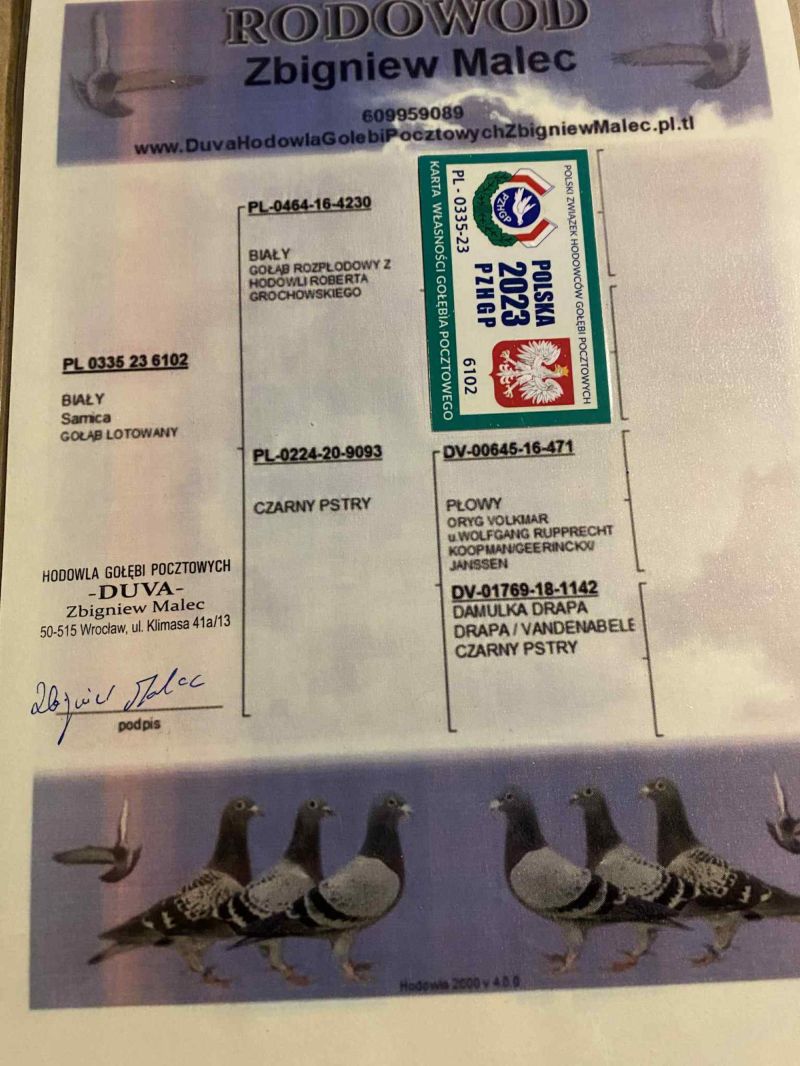 RODOWÓD
Zbigniew Malec
609959089
www.DuvaHodowlaGolebiPocztowychZbigniewMalec.pl.tl
PL-0464-16-4230
BIAŁY
GOŁĄB ROZPŁODOWY Z
HODOWLI ROBERTA
GROCHOWSKIEGO
POLSKI ZWIĄZEK HODOWCÓW GOŁĘBI POCZTOWYCH
PZHGP
POLSKA
2023
PZHGP
PL - 0335-23
6102
KARTA WŁASNOŚCI GOŁĘBIA POCZTOWEGO
PL 0335 23 6102
BIAŁY
Samica
GOŁĄB LOTOWANY
PL-0224-20-9093
CZARNY PSTRY
DV-00645-16-471
PŁOWY
ORYG VOLKMAR
u.WOLFGANG RUPPRECHT
KOOPMAN/GEERINCKX/
JANSSEN
DV-01769-18-1142
DAMULKA DRAPA
DRAPA / VANDENABELE
CZARNY PSTRY
HODOWLA GOŁĘBI POCZTOWYCH
-DUVA-
Zbigniew Malec
50-515 Wrocław, ul. Klimasa 41a/13
Zbigniew Malec
podpis
Hodowla 2000 v 4.0.0